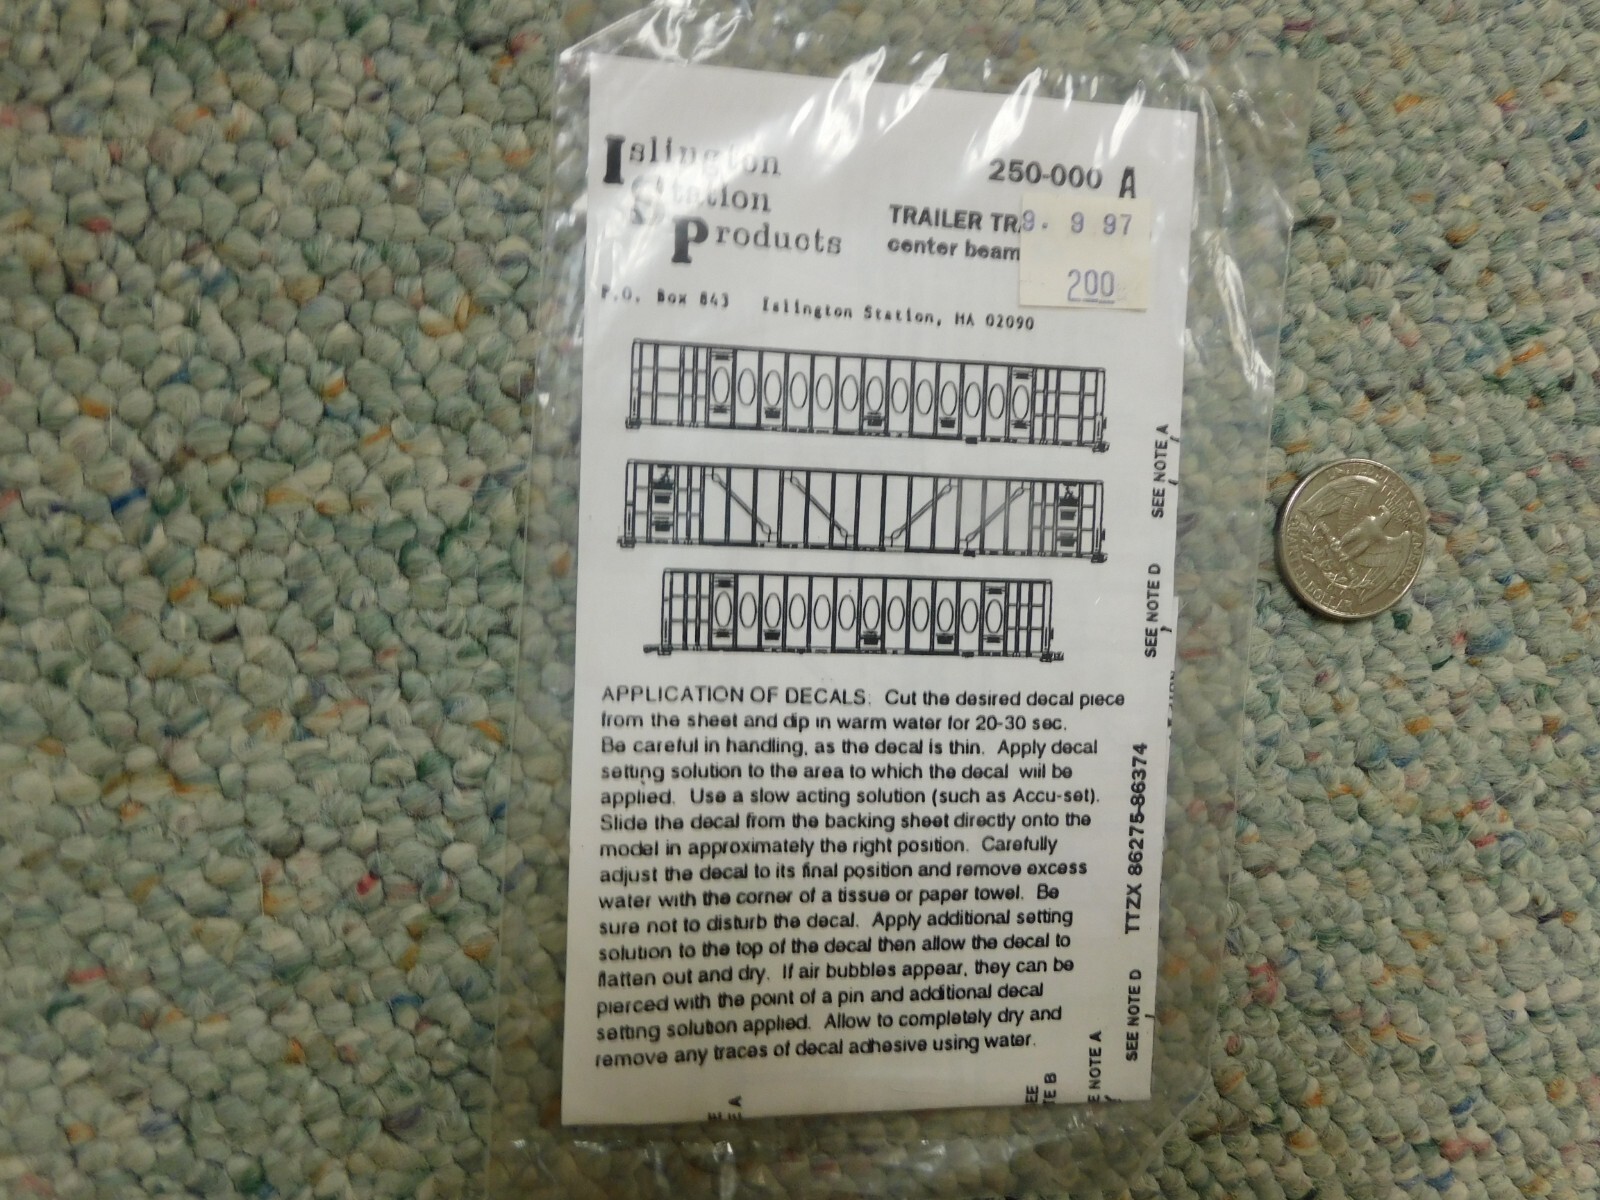 Islington
Station
Products
250-000 A
TRAILER TR
center beam
9. 9 97
200
P.O. Box 843 Islington Station, MA 02090
SEE NOTE A
SEE NOTE D
TTZX 86275-86374
SEE NOTE D
E NOTE A
APPLICATION OF DECALS: Cut the desired decal piece
from the sheet and dip in warm water for 20-30 sec.
Be careful in handling, as the decal is thin. Apply decal
setting solution to the area to which the decal will be
applied. Use a slow acting solution (such as Accu-set).
Slide the decal from the backing sheet directly onto the
model in approximately the right position. Carefully
adjust the decal to its final position and remove excess
water with the corner of a tissue or paper towel. Be
sure not to disturb the decal. Apply additional setting
solution to the top of the decal then allow the decal to
flatten out and dry. If air bubbles appear, they can be
pierced with the point of a pin and additional decal
setting solution applied. Allow to completely dry and
remove any traces of decal adhesive using water.
EE
TE B